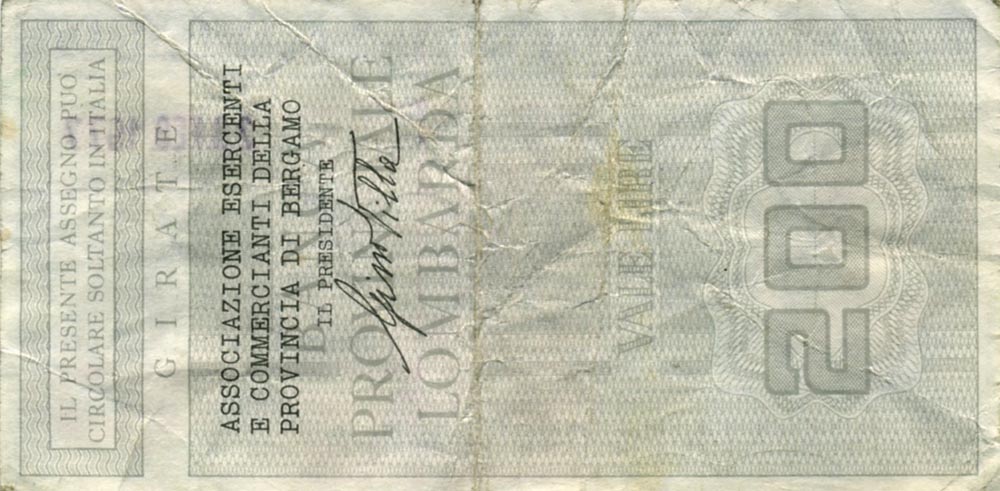 IL PRESENTE ASSEGNO PUO'
CIRCOLARE SOLTANTO IN ITALIA
GIRATE
ASSOCIAZIONE ESERCENTI
E COMMERCIANTI DELLA
PROVINCIA DI BERGAMO
IL PRESIDENTE
PROVINCIALE
LOMBARDA
VALE LIRE
200